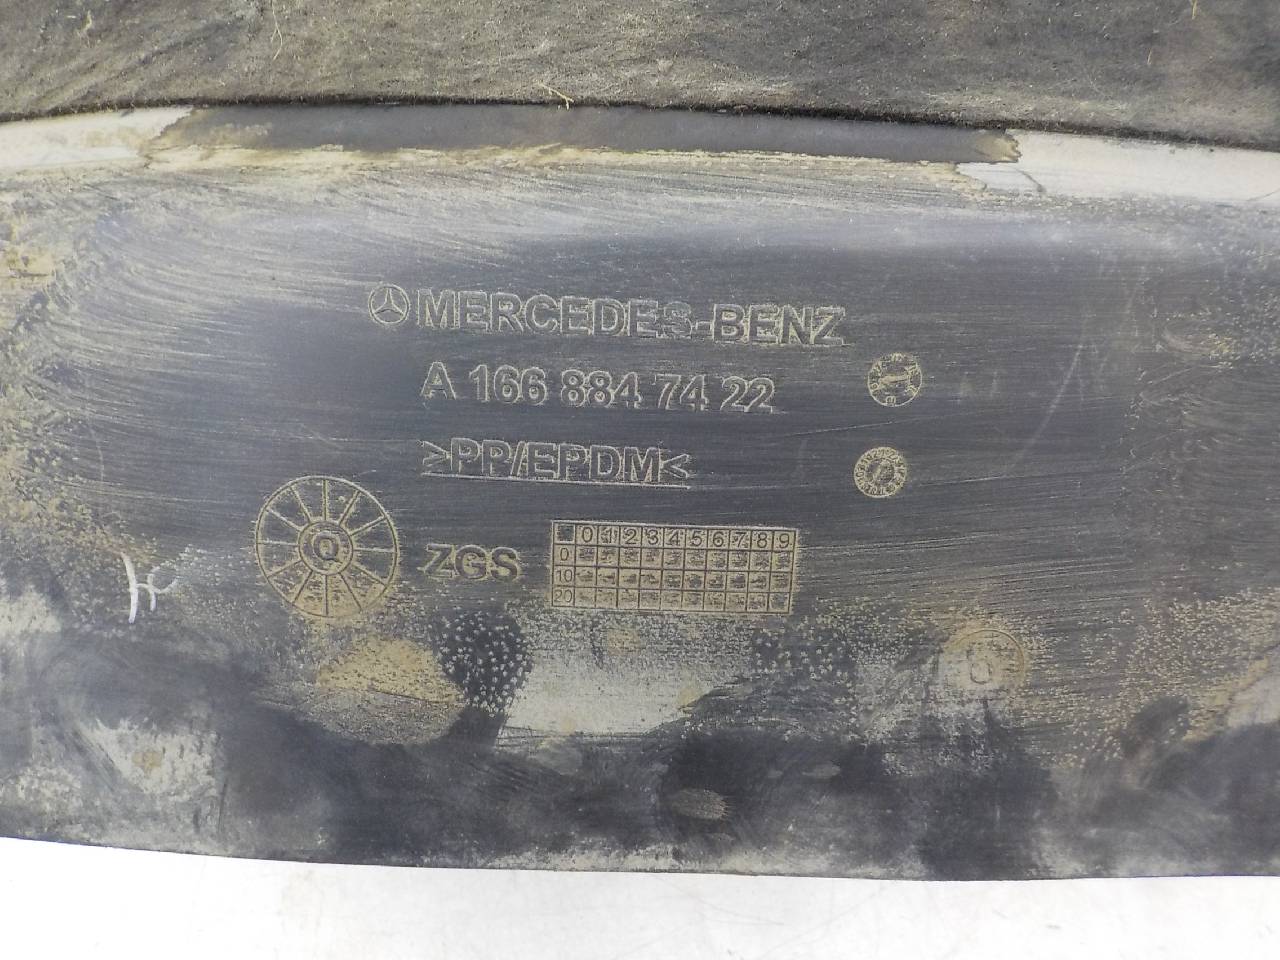 MERCEDES-BENZ
A 166 884 74 22
>PP/EPDM<
Q
ZGS
0 1 2 3 4 5 6 7 8 9
0
10
20